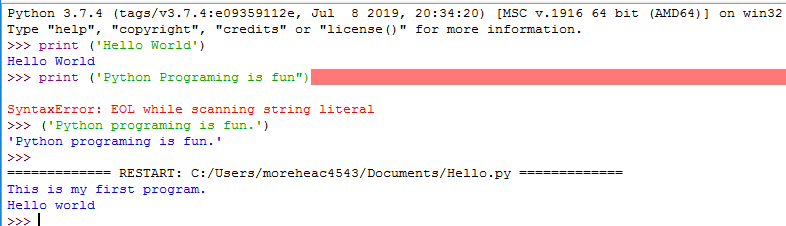 Python 3.7.4 (tags/v3.7.4:e09359112e, Jul  8 2019, 20:34:20) [MSC v.1916 64 bit (AMD64)] on win32
Type "help", "copyright", "credits" or "license()" for more information.
>>> print ('Hello World')
Hello World
>>> print ('Python Programing is fun")
SyntaxError: EOL while scanning string literal
>>> ('Python programing is fun.')
'Python programing is fun.'
>>>
============= RESTART: C:/Users/moreheac4543/Documents/Hello.py =============
This is my first program.
Hello world
>>>